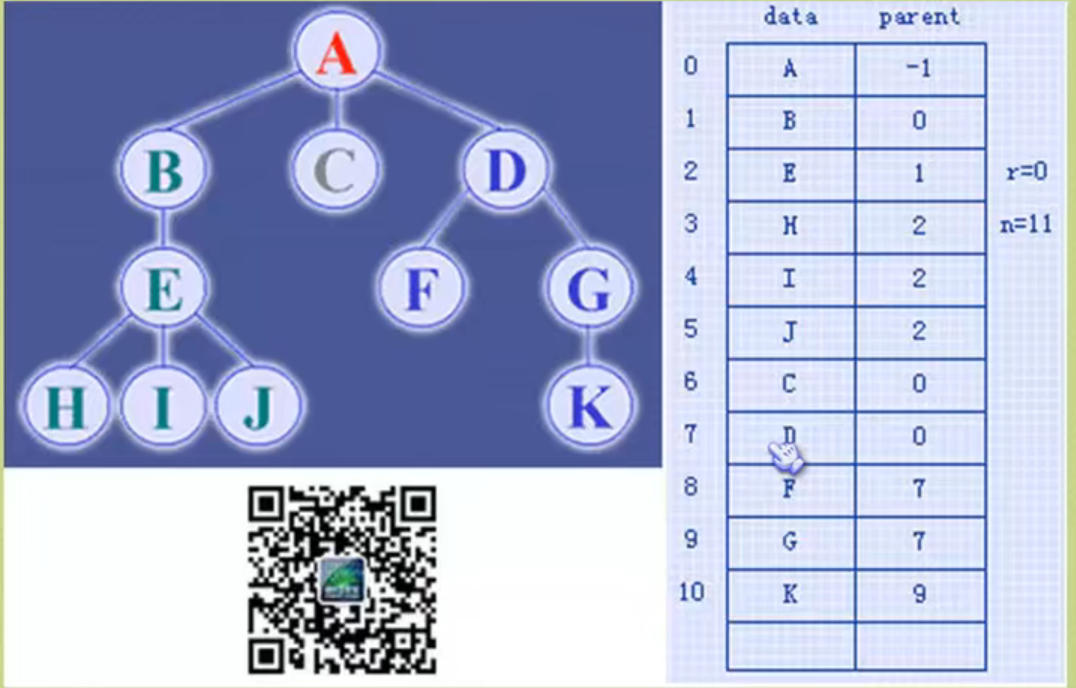 A
B C D
E F G
H I J K
data parent
0 A -1
1 B 0
2 E 1 r=0
3 H 2 n=11
4 I 2
5 J 2
6 C 0
7 D 0
8 F 7
9 G 7
10 K 9